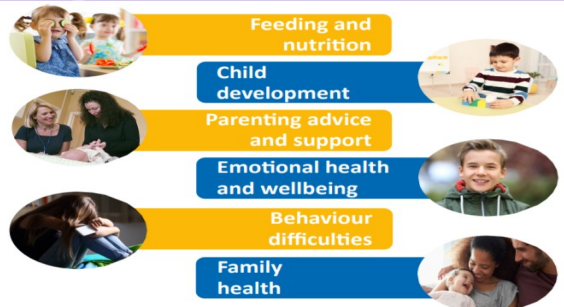 Feeding and
nutrition
Child
development
Parenting advice
and support
Emotional health
and wellbeing
Behaviour
difficulties
Family
health